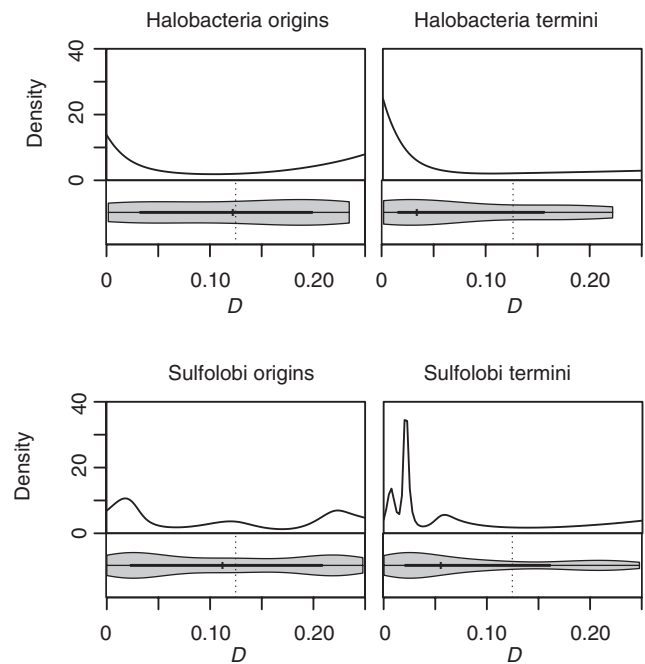 Halobacteria origins Halobacteria termini
40
20
0
Density
0 0.10 0.20 0 0.10 0.20
D D
Sulfolobi origins Sulfolobi termini
40
20
0
Density
0 0.10 0.20 0 0.10 0.20
D D